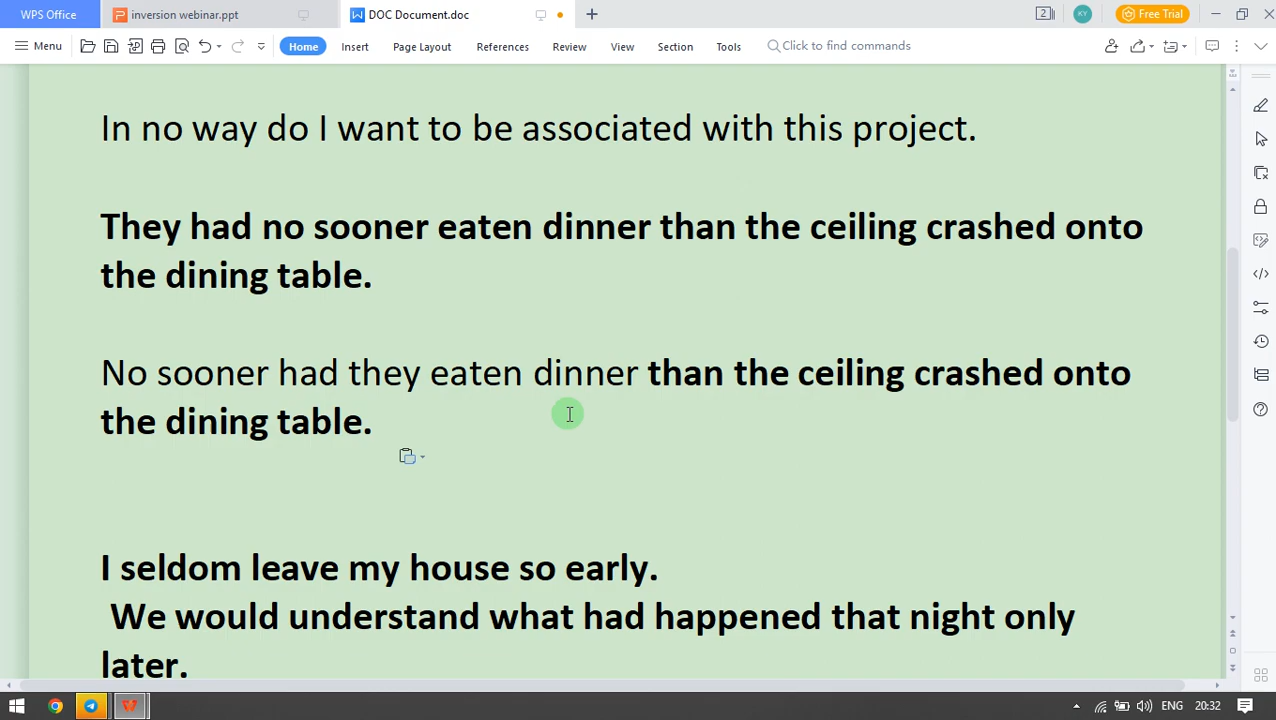 WPS Office inversion webinar.ppt DOC Document.doc 2 KY Free Trial
Menu Home Insert Page Layout References Review View Section Tools Click to find commands
In no way do I want to be associated with this project.
They had no sooner eaten dinner than the ceiling crashed onto
the dining table.
No sooner had they eaten dinner than the ceiling crashed onto
the dining table.
I seldom leave my house so early.
We would understand what had happened that night only
later.
ENG 20:32